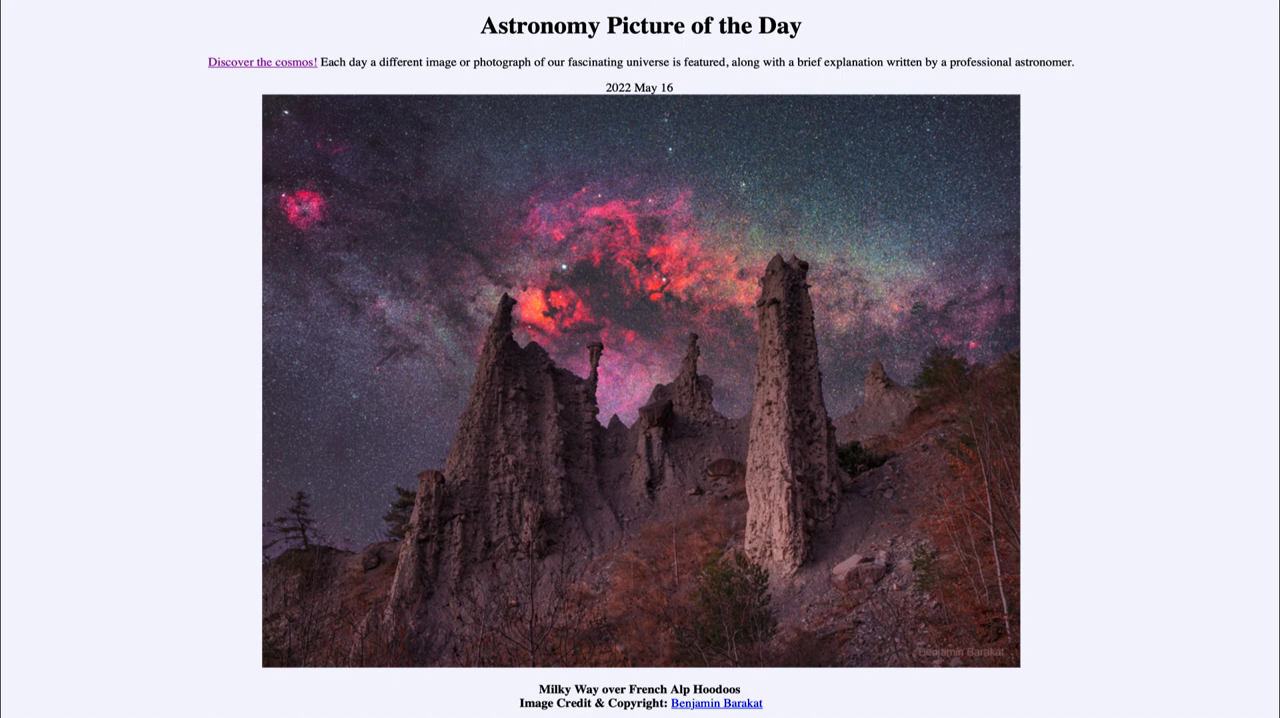 Astronomy Picture of the Day
Discover the cosmos! Each day a different image or photograph of our fascinating universe is featured, along with a brief explanation written by a professional astronomer.
2022 May 16
Benjamin Barakat
Milky Way over French Alp Hoodoos
Image Credit & Copyright: Benjamin Barakat